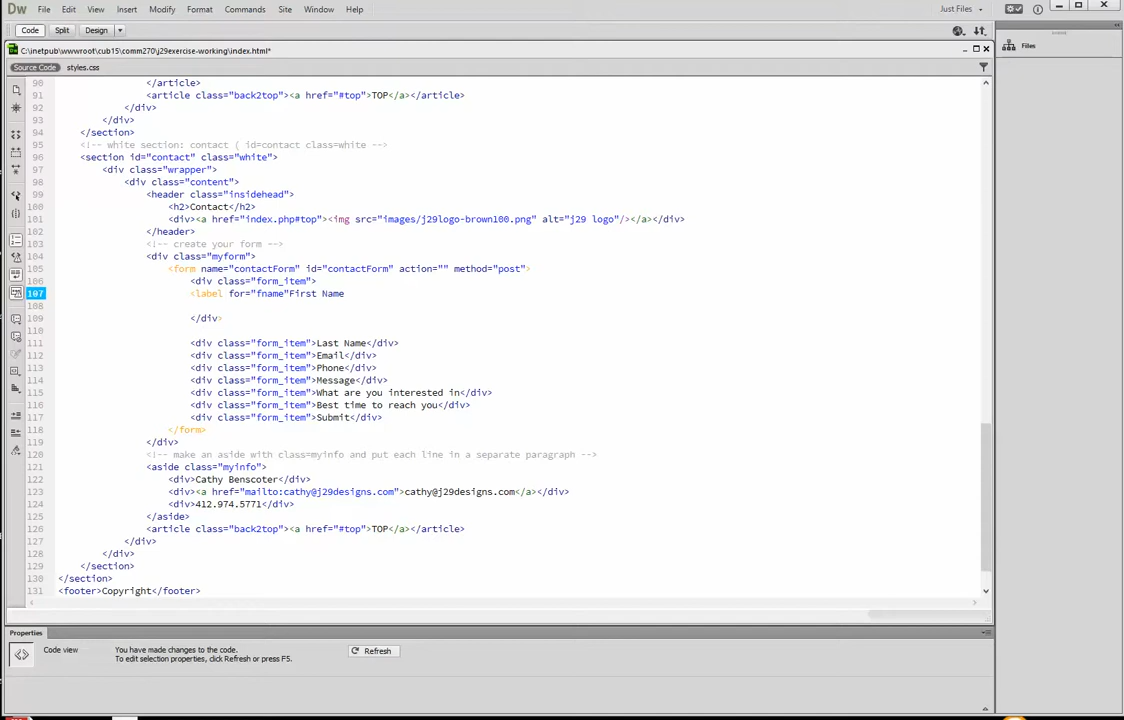 Dw File Edit View Insert Modify Format Commands Site Window Help Just Files
Code Split Design
C:\inetpub\wwwroot\cub15\comm270\j29exercise-working\index.html*
Source Code styles.css
Files
90 </article>
91 <article class="back2top"><a href="#top">TOP</a></article>
92 </div>
93 </div>
94 </section>
95 <!-- white section: contact ( id=contact class=white -->
96 <section id="contact" class="white">
97 <div class="wrapper">
98 <div class="content">
99 <header class="insidehead">
100 <h2>Contact</h2>
101 <div><a href="index.php#top"><img src="images/j29logo-brown100.png" alt="j29 logo"/></a></div>
102 </header>
103 <!-- create your form -->
104 <div class="myform">
105 <form name="contactForm" id="contactForm" action="" method="post">
106 <div class="form_item">
107 <label for="fname"First Name
108
109 </div>
110
111 <div class="form_item">Last Name</div>
112 <div class="form_item">Email</div>
113 <div class="form_item">Phone</div>
114 <div class="form_item">Message</div>
115 <div class="form_item">What are you interested in</div>
116 <div class="form_item">Best time to reach you</div>
117 <div class="form_item">Submit</div>
118 </form>
119 </div>
120 <!-- make an aside with class=myinfo and put each line in a separate paragraph -->
121 <aside class="myinfo">
122 <div>Cathy Benscoter</div>
123 <div><a href="mailto:cathy@j29designs.com">cathy@j29designs.com</a></div>
124 <div>412.974.5771</div>
125 </aside>
126 <article class="back2top"><a href="#top">TOP</a></article>
127 </div>
128 </div>
129 </section>
130 </section>
131 <footer>Copyright</footer>
Properties
Code view You have made changes to the code. Refresh
To edit selection properties, click Refresh or press F5.